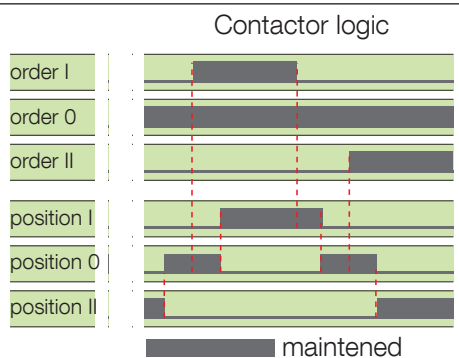 Contactor logic
order I
order 0
order II
position I
position 0
position II
maintened